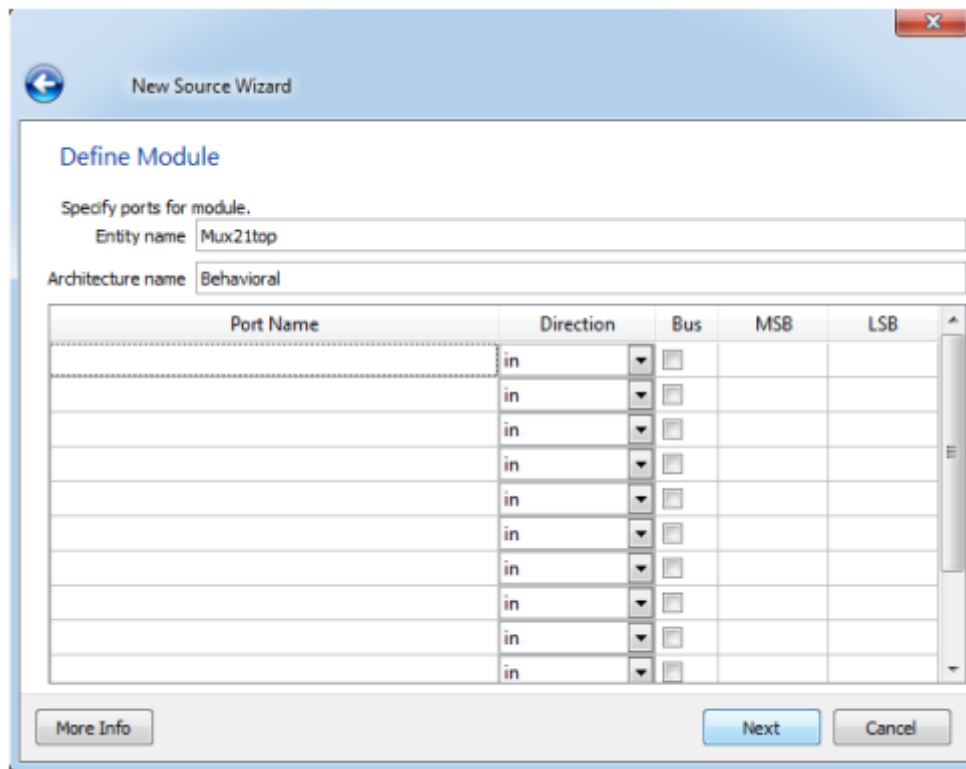 New Source Wizard
Define Module
Specify ports for module.
Entity name Mux21top
Architecture name Behavioral
Port Name Direction Bus MSB LSB
in
in
in
in
in
in
in
in
in
in
More Info Next Cancel